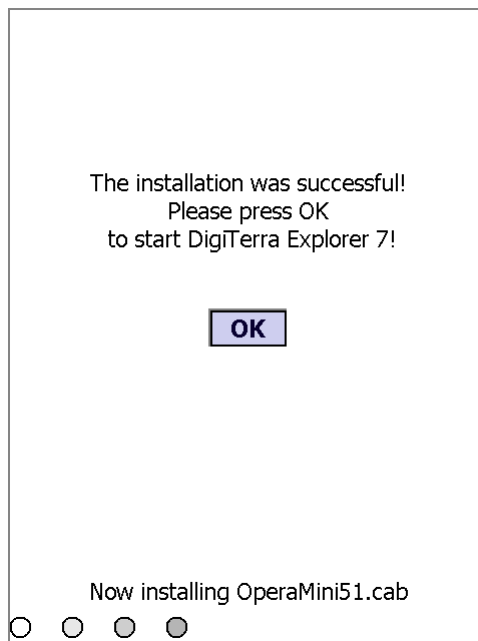 The installation was successful!
Please press OK
to start DigiTerra Explorer 7!
OK
Now installing OperaMini51.cab